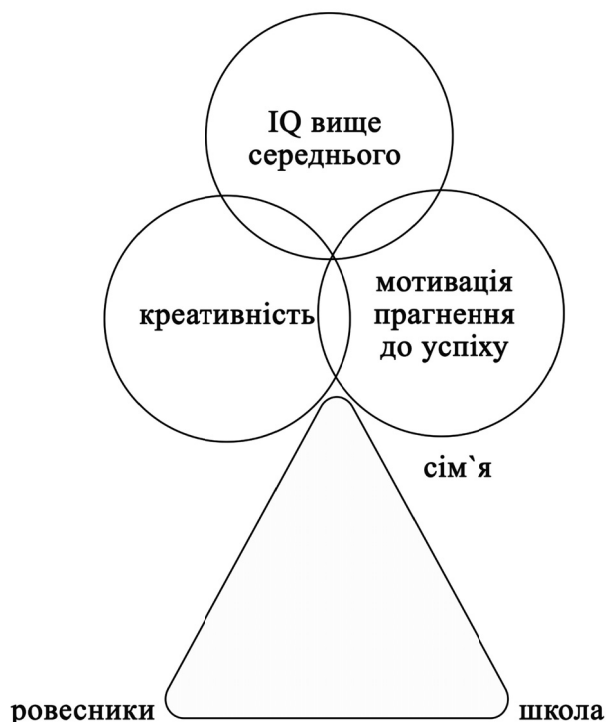 IQ вище
середнього
креативність
мотивація
прагнення
до успіху
сім`я
ровесники
школа